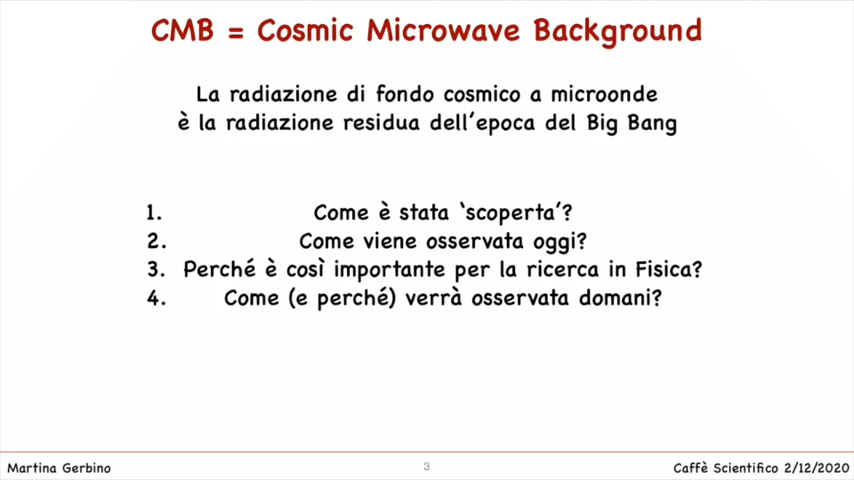 CMB = Cosmic Microwave Background
La radiazione di fondo cosmico a microonde
è la radiazione residua dell’epoca del Big Bang
1. Come è stata ‘scoperta’?
2. Come viene osservata oggi?
3. Perché è così importante per la ricerca in Fisica?
4. Come (e perché) verrà osservata domani?
Martina Gerbino 3 Caffè Scientifico 2/12/2020